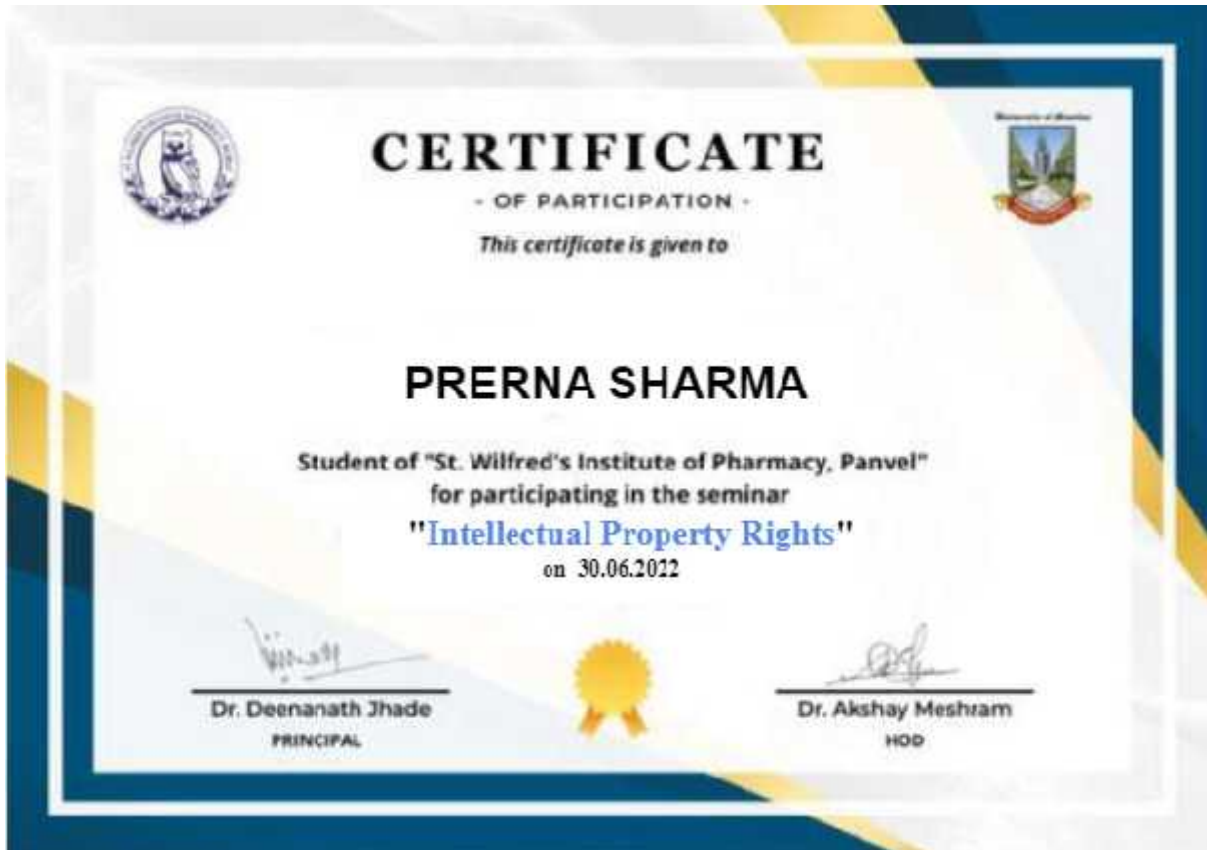 CERTIFICATE
- OF PARTICIPATION -
This certificate is given to
PRERNA SHARMA
Student of "St. Wilfred's Institute of Pharmacy, Panvel"
for participating in the seminar
"Intellectual Property Rights"
on 30.06.2022
Dr. Deenanath Jhade
PRINCIPAL
Dr. Akshay Meshram
HOD